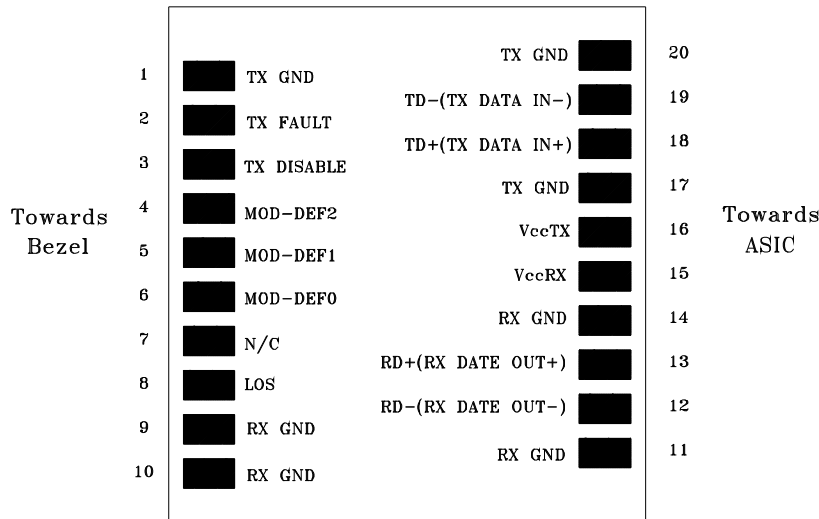 1 TX GND
2 TX FAULT
3 TX DISABLE
4 MOD-DEF2
5 MOD-DEF1
6 MOD-DEF0
7 N/C
8 LOS
9 RX GND
10 RX GND
Towards
Bezel
TX GND 20
TD-(TX DATA IN-) 19
TD+(TX DATA IN+) 18
TX GND 17
VccTX 16
VccRX 15
RX GND 14
RD+(RX DATE OUT+) 13
RD-(RX DATE OUT-) 12
RX GND 11
Towards
ASIC